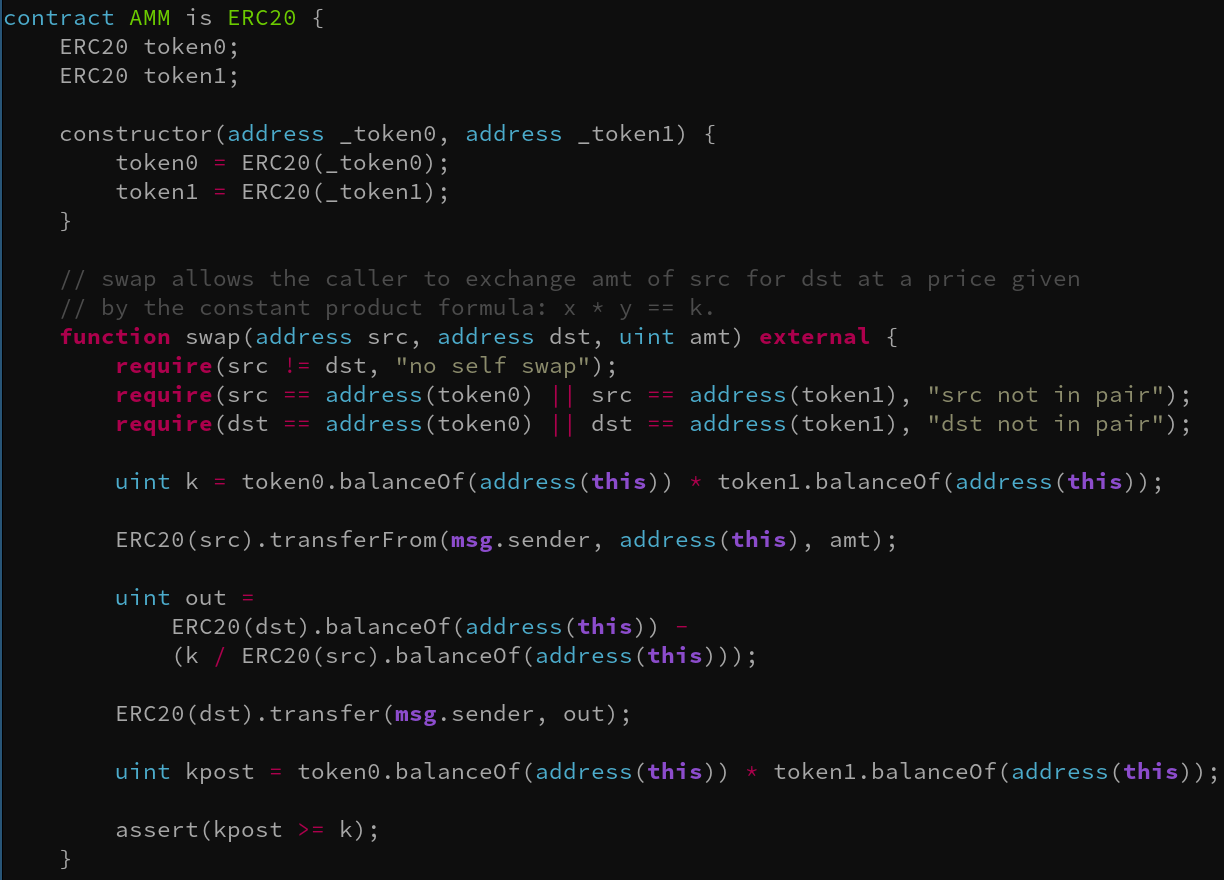 contract AMM is ERC20 {
    ERC20 token0;
    ERC20 token1;

    constructor(address _token0, address _token1) {
        token0 = ERC20(_token0);
        token1 = ERC20(_token1);
    }

    // swap allows the caller to exchange amt of src for dst at a price given
    // by the constant product formula: x * y == k.
    function swap(address src, address dst, uint amt) external {
        require(src != dst, "no self swap");
        require(src == address(token0) || src == address(token1), "src not in pair");
        require(dst == address(token0) || dst == address(token1), "dst not in pair");

        uint k = token0.balanceOf(address(this)) * token1.balanceOf(address(this));

        ERC20(src).transferFrom(msg.sender, address(this), amt);

        uint out =
            ERC20(dst).balanceOf(address(this)) -
            (k / ERC20(src).balanceOf(address(this)));

        ERC20(dst).transfer(msg.sender, out);

        uint kpost = token0.balanceOf(address(this)) * token1.balanceOf(address(this));

        assert(kpost >= k);
    }